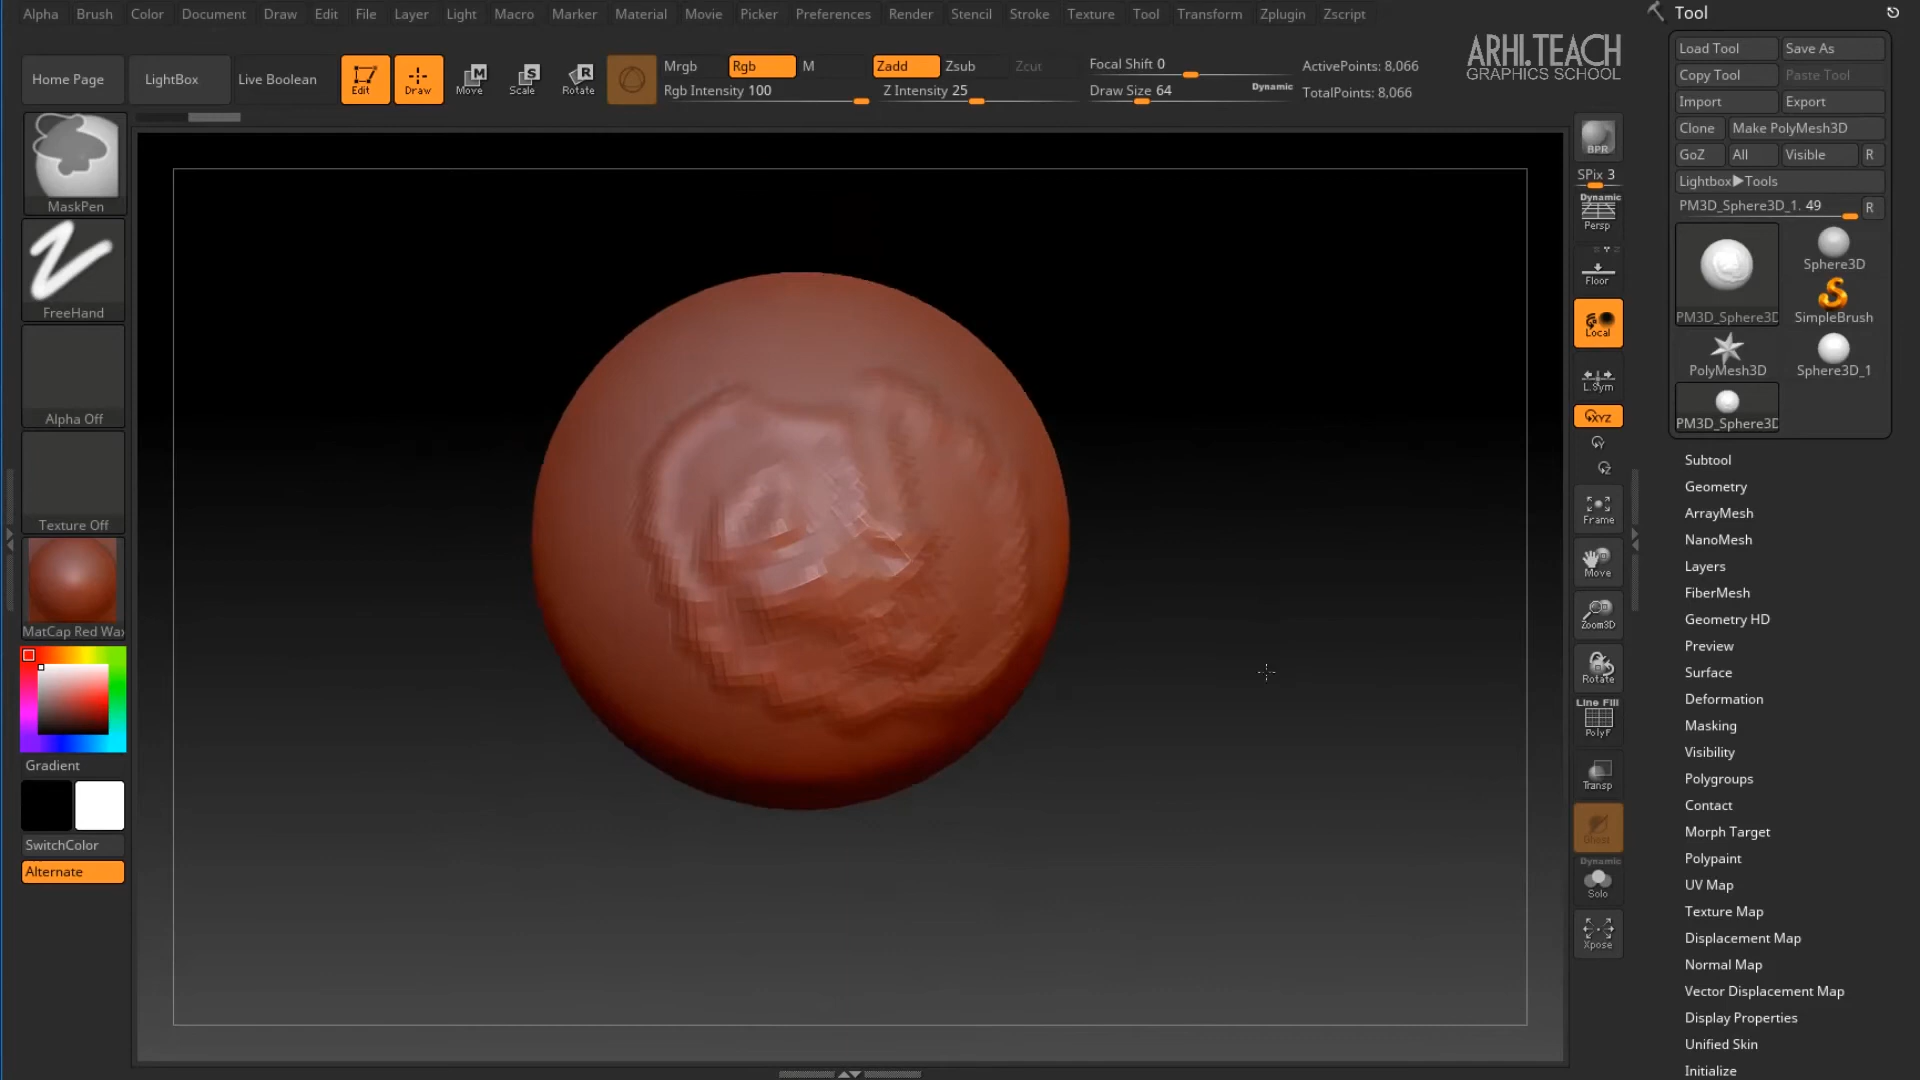 Alpha Brush Color Document Draw Edit File Layer Light Macro Marker Material Movie Picker Preferences Render Stencil Stroke Texture Tool Transform Zplugin Zscript
Home Page
LightBox
Live Boolean
Edit
Draw
Move
M
Scale
S
Rotate
R
Mrgb
Rgb
M
Rgb Intensity 100
Zadd
Zsub
Zcut
Z Intensity 25
Focal Shift 0
Draw Size 64
Dynamic
ActivePoints: 8,066
TotalPoints: 8,066
ARHI.TEACH
GRAPHICS SCHOOL
MaskPen
FreeHand
Alpha Off
Texture Off
MatCap Red Wax
Gradient
SwitchColor
Alternate
BPR
SPix 3
Dynamic
Persp
Floor
Local
L.Sym
XYZ
Y
Z
Frame
Move
Zoom3D
Rotate
Line Fill
PolyF
Transp
Ghost
Dynamic
Solo
Xpose
Tool
Load Tool
Save As
Copy Tool
Paste Tool
Import
Export
Clone
Make PolyMesh3D
GoZ
All
Visible
R
Lightbox▶Tools
PM3D_Sphere3D_1. 49
R
PM3D_Sphere3D
Sphere3D
SimpleBrush
PolyMesh3D
Sphere3D_1
PM3D_Sphere3D
Subtool
Geometry
ArrayMesh
NanoMesh
Layers
FiberMesh
Geometry HD
Preview
Surface
Deformation
Masking
Visibility
Polygroups
Contact
Morph Target
Polypaint
UV Map
Texture Map
Displacement Map
Normal Map
Vector Displacement Map
Display Properties
Unified Skin
Initialize